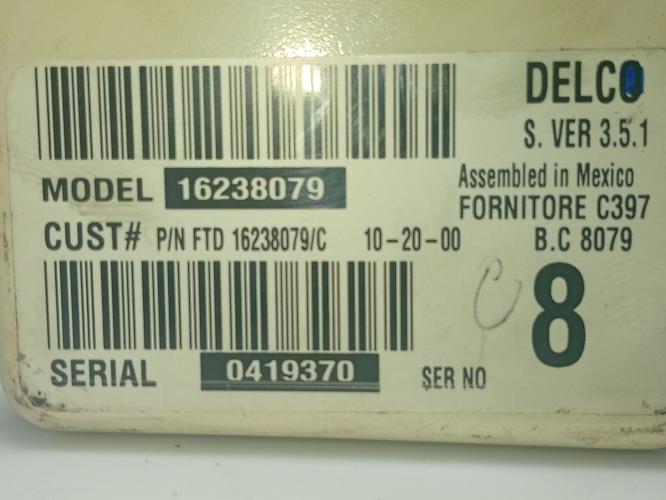 DELCO
S. VER 3.5.1
MODEL 16238079
Assembled in Mexico
FORNITORE C397
CUST# P/N FTD 16238079/C 10-20-00 B.C 8079
8
SERIAL 0419370 SER NO